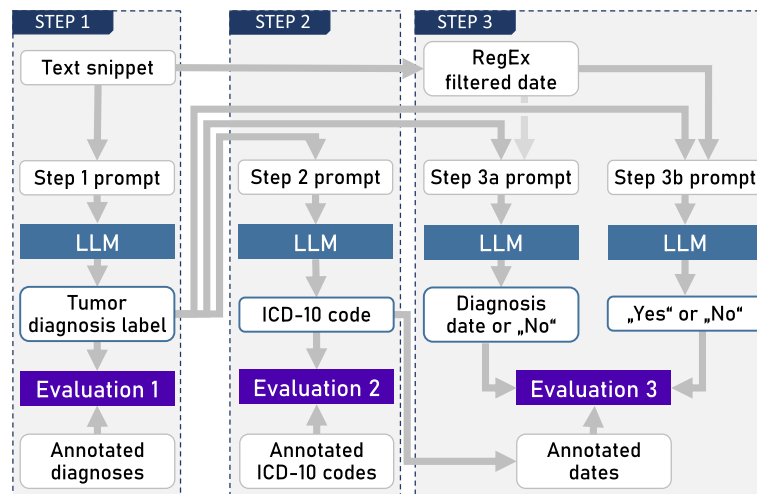 STEP 1
Text snippet
Step 1 prompt
LLM
Tumor
diagnosis label
Evaluation 1
Annotated
diagnoses
STEP 2
Step 2 prompt
LLM
ICD-10 code
Evaluation 2
Annotated
ICD-10 codes
STEP 3
RegEx
filtered date
Step 3a prompt
Step 3b prompt
LLM
LLM
Diagnosis
date or „No“
„Yes“ or „No“
Evaluation 3
Annotated
dates